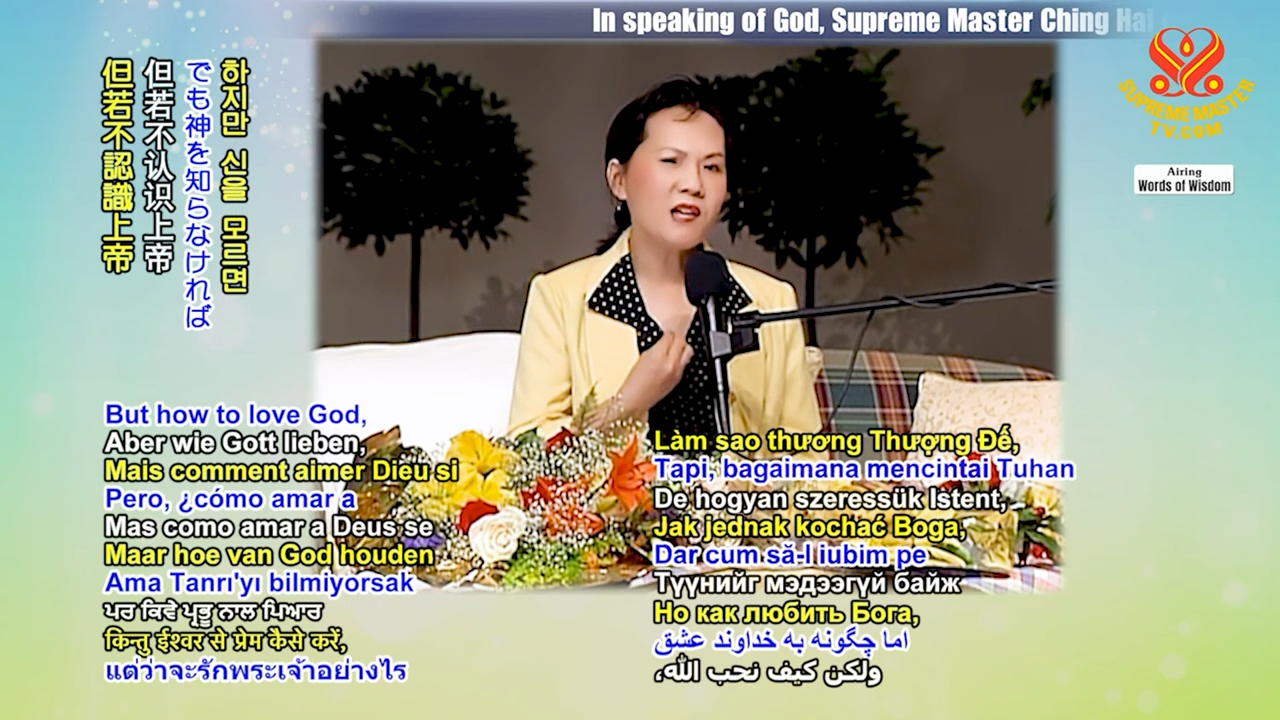 In speaking of God, Supreme Master Ching Hai
SUPREME MASTER
TV.COM
Airing
Words of Wisdom
하지만 신을 모르면
でも神を知らなければ
但若不认识上帝
但若不認識上帝
But how to love God,
Aber wie Gott lieben,
Mais comment aimer Dieu si
Pero, ¿cómo amar a
Mas como amar a Deus se
Maar hoe van God houden
Ama Tanrı'yı bilmiyorsak
ਪਰ ਕਿਵੇਂ ਪ੍ਰਭੂ ਨਾਲ ਪਿਆਰ
किन्तु ईश्वर से प्रेम कैसे करें,
แต่ว่าจะรักพระเจ้าอย่างไร
Làm sao thương Thượng Đế,
Tapi, bagaimana mencintai Tuhan
De hogyan szeressük Istent,
Jak jednak kochać Boga,
Dar cum să-l iubim pe
Түүнийг мэдээгүй байж
Но как любить Бога,
اما چگونه به خداوند عشق
ولكن كيف نحب الله،